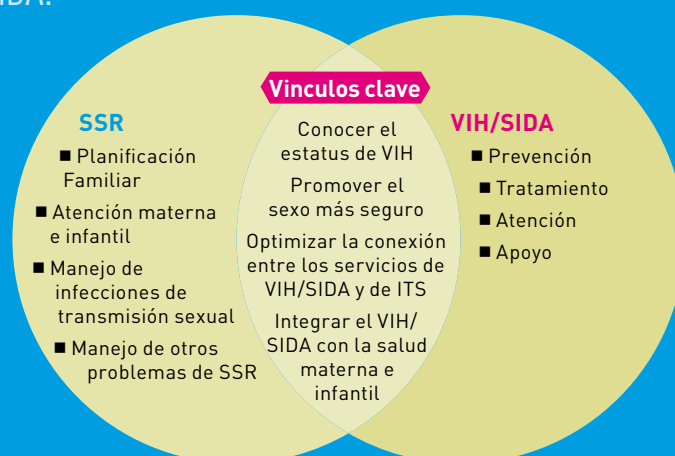 SIDA.
Vinculos clave
SSR
■ Planificación
Familiar
■ Atención materna
e infantil
■ Manejo de
infecciones de
transmisión sexual
■ Manejo de otros
problemas de SSR
Conocer el
estatus de VIH
Promover el
sexo más seguro
Optimizar la conexión
entre los servicios de
VIH/SIDA y de ITS
Integrar el VIH/
SIDA con la salud
materna e
infantil
VIH/SIDA
■ Prevención
■ Tratamiento
■ Atención
■ Apoyo